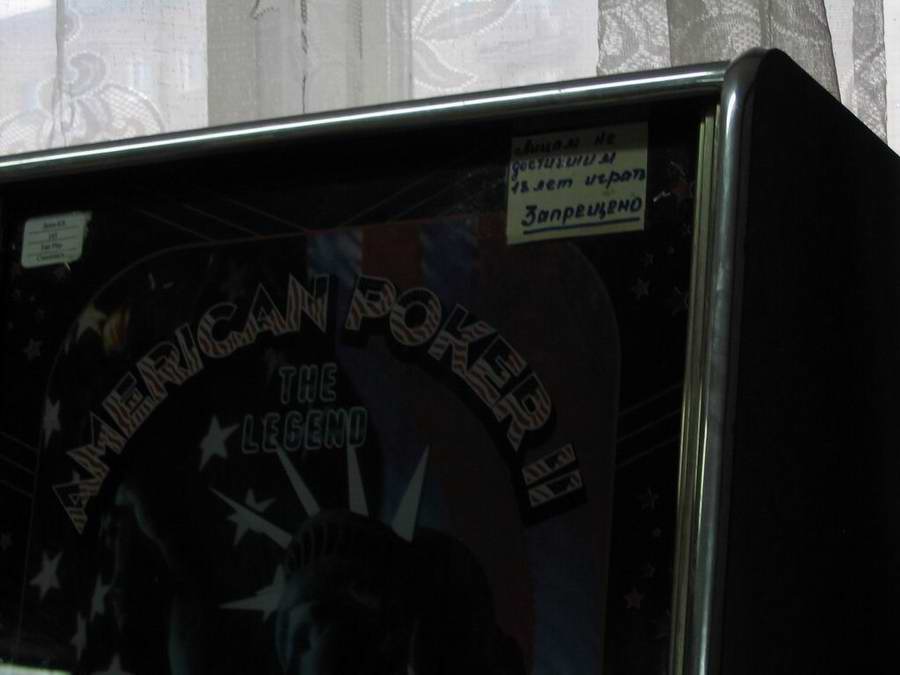 Лицам не
достигшим
18 лет играть
Запрещено
AMERICAN POKER II
THE
LEGEND